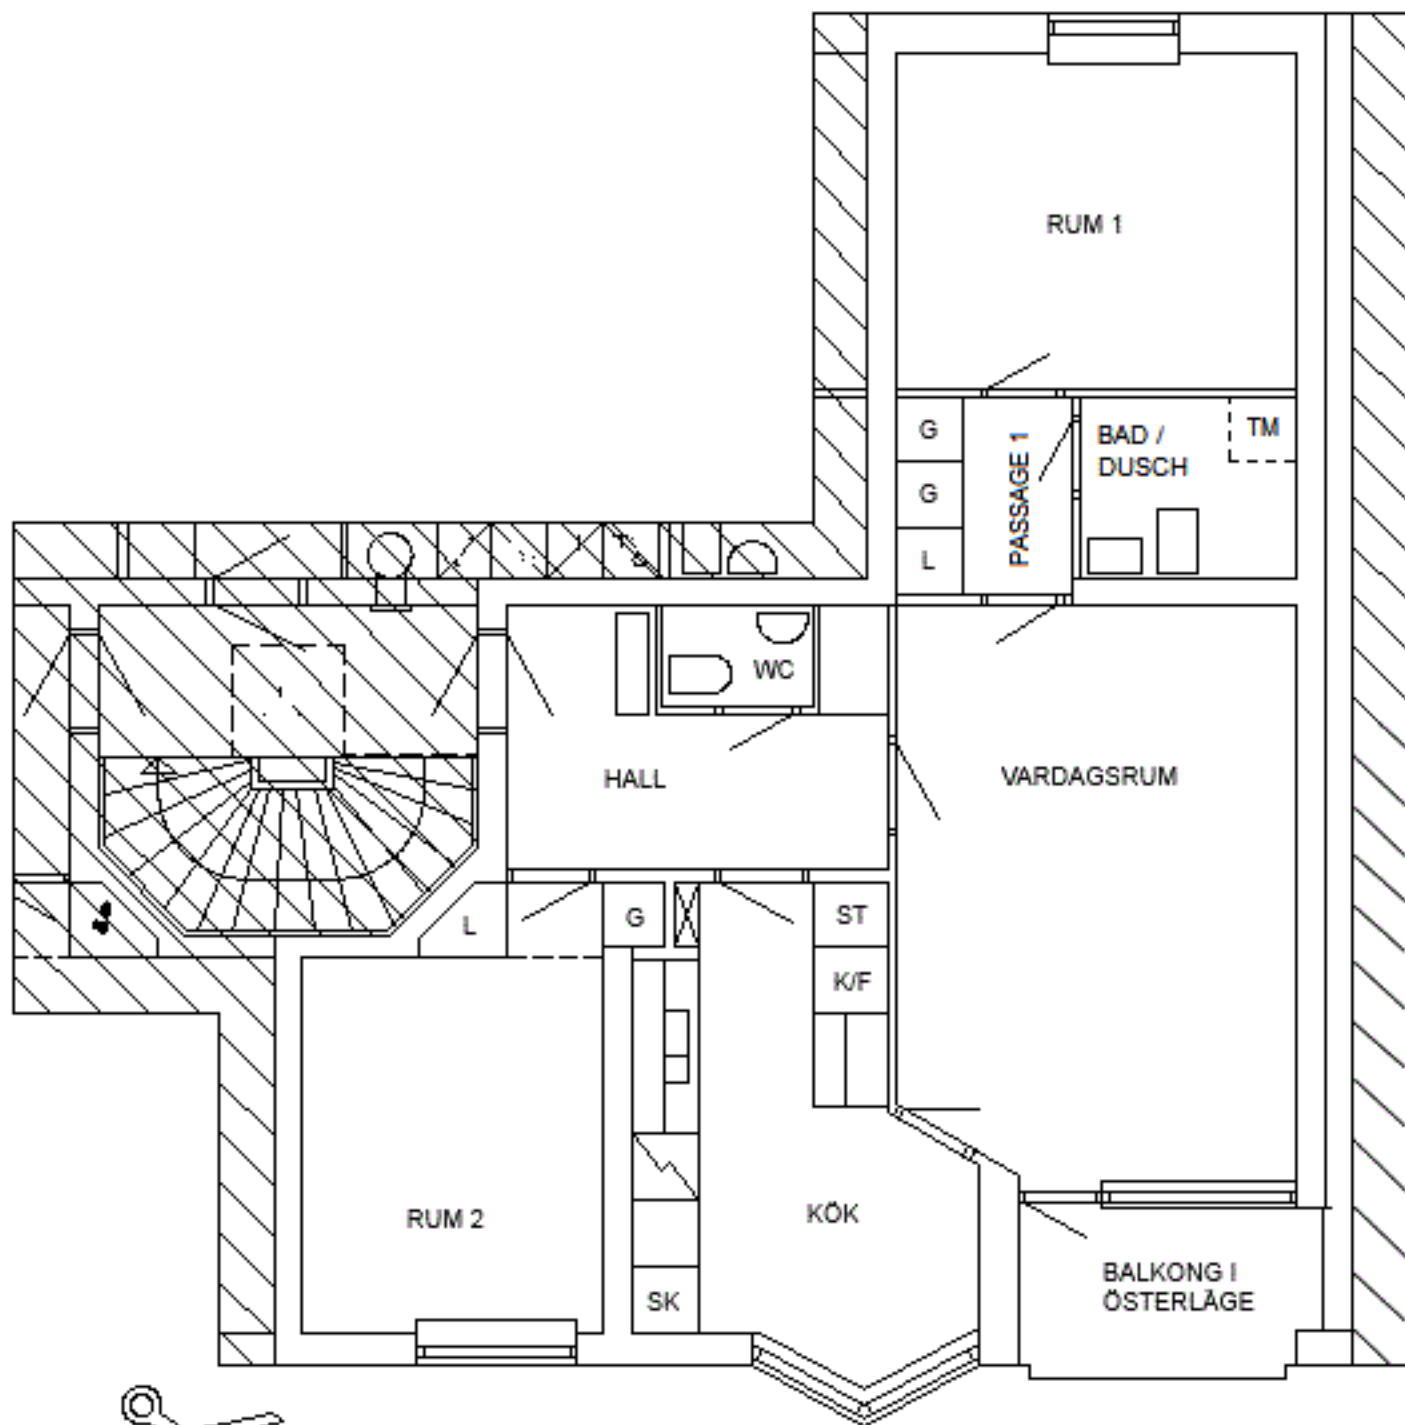 RUM 1
G
PASSAGE 1
BAD /
DUSCH
TM
G
L
WC
HALL
VARDAGSRUM
L
G
ST
K/F
RUM 2
KÖK
SK
BALKONG I
ÖSTERLÄGE